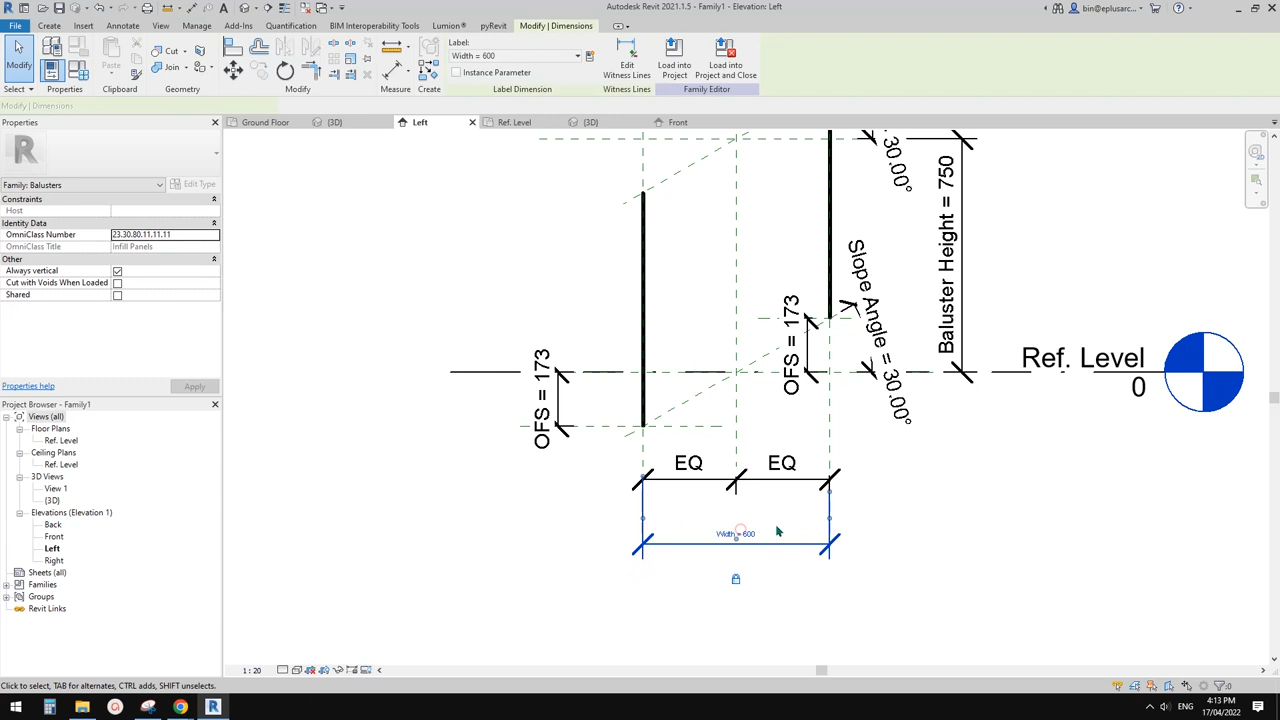 Autodesk Revit 2021.1.5 - Family1 - Elevation: Left
bin@eplusarc...
File
Create
Insert
Annotate
View
Manage
Add-Ins
Quantification
BIM Interoperability Tools
Lumion®
pyRevit
Modify | Dimensions
Modify
Paste
Cut
Join
Label:
Width = 600
Instance Parameter
Edit
Witness Lines
Load into
Project
Load into
Project and Close
Select
Properties
Clipboard
Geometry
Modify
Measure
Create
Label Dimension
Witness Lines
Family Editor
Modify | Dimensions
Properties
Ground Floor
(3D)
Left
Ref. Level
(3D)
Front
R
Family: Balusters
Edit Type
Constraints
Host
Identity Data
OmniClass Number
23.30.80.11.11.11
OmniClass Title
Infill Panels
Other
Always vertical
Cut with Voids When Loaded
Shared
Properties help
Apply
Project Browser - Family1
Views (all)
Floor Plans
Ref. Level
Ceiling Plans
Ref. Level
3D Views
View 1
{3D}
Elevations (Elevation 1)
Back
Front
Left
Right
Sheets (all)
Families
Groups
Revit Links
30.00°
Baluster Height = 750
Slope Angle = 30.00°
OFS = 173
OFS = 173
Ref. Level
0
EQ
EQ
Width = 600
1 : 20
Click to select, TAB for alternates, CTRL adds, SHIFT unselects.
:0
ENG
4:13 PM
17/04/2022